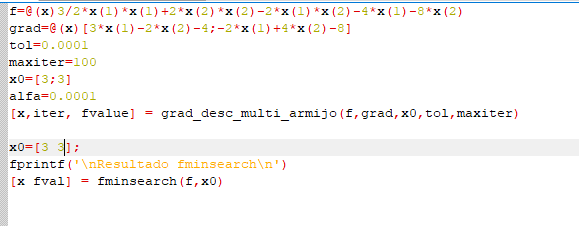 f=@(x)3/2*x(1)*x(1)+2*x(2)*x(2)-2*x(1)*x(2)-4*x(1)-8*x(2)
grad=@(x)[3*x(1)-2*x(2)-4;-2*x(1)+4*x(2)-8]
tol=0.0001
maxiter=100
x0=[3;3]
alfa=0.0001
[x,iter, fvalue] = grad_desc_multi_armijo(f,grad,x0,tol,maxiter)
x0=[3 3];
fprintf('\nResultado fminsearch\n')
[x fval] = fminsearch(f,x0)